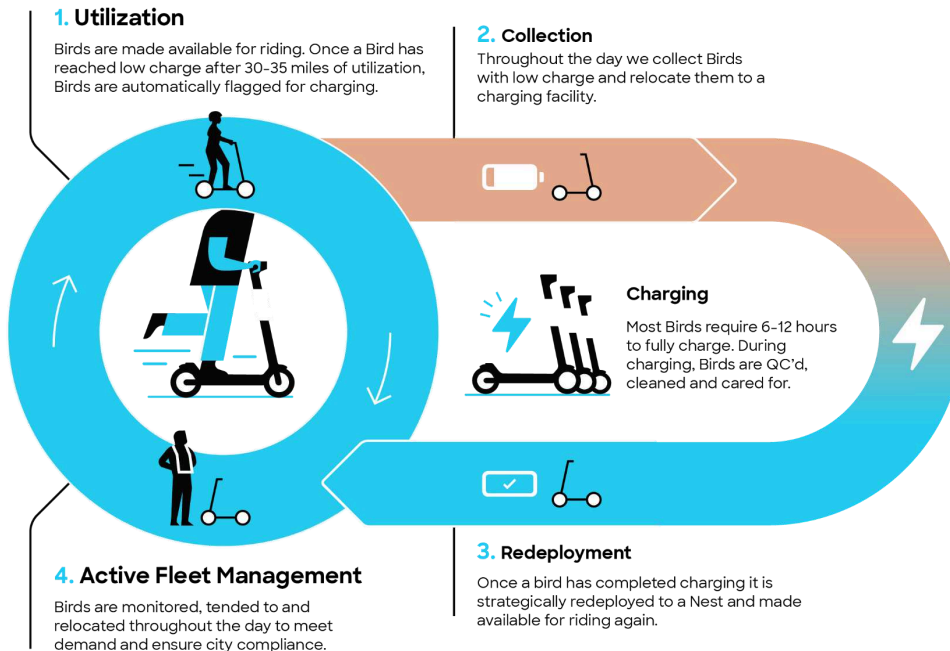 1. Utilization
Birds are made available for riding. Once a Bird has
reached low charge after 30-35 miles of utilization,
Birds are automatically flagged for charging.
2. Collection
Throughout the day we collect Birds
with low charge and relocate them to a
charging facility.
Charging
Most Birds require 6-12 hours
to fully charge. During
charging, Birds are QC'd,
cleaned and cared for.
3. Redeployment
Once a bird has completed charging it is
strategically redeployed to a Nest and made
available for riding again.
4. Active Fleet Management
Birds are monitored, tended to and
relocated throughout the day to meet
demand and ensure city compliance.